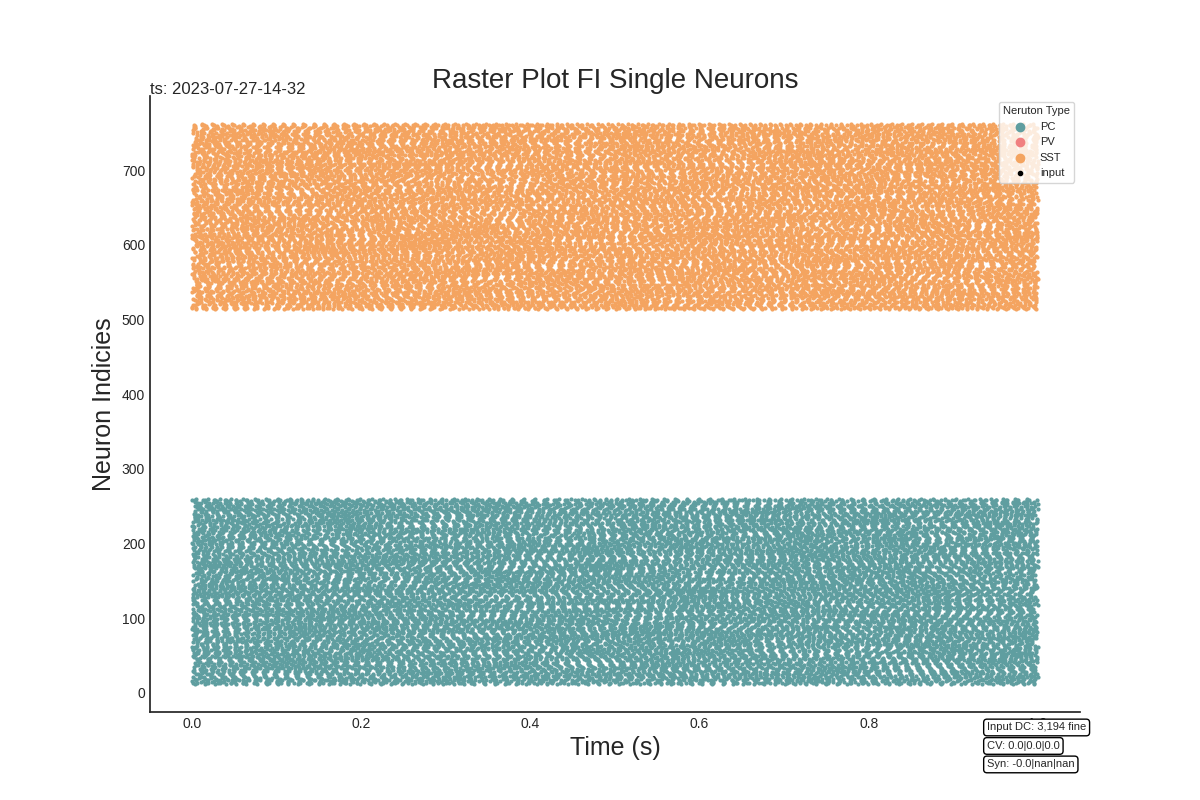 Raster Plot FI Single Neurons
ts: 2023-07-27-14-32
Neruton Type
PC
PV
SST
input
Neuron Indicies
700
600
500
400
300
200
100
0
0.0
0.2
0.4
0.6
0.8
Time (s)
Input DC: 3,194 fine
CV: 0.0|0.0|0.0
Syn: -0.0|nan|nan